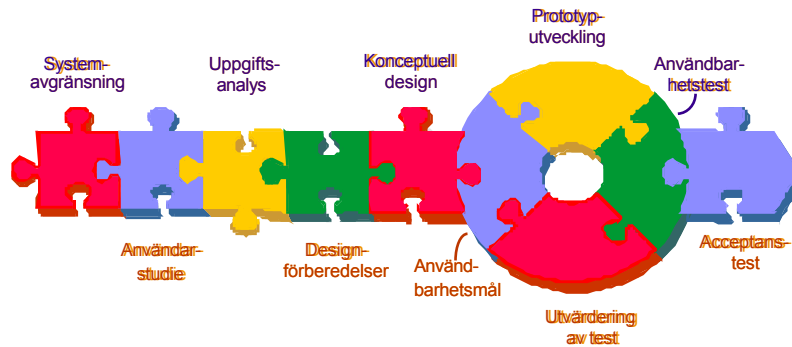 System-
avgränsning
Uppgifts-
analys
Konceptuell
design
Prototyp-
utveckling
Användbar-
hetstest
Användar-
studie
Design-
förberedelser
Använd-
barhetsmål
Utvärdering
av test
Acceptans-
test